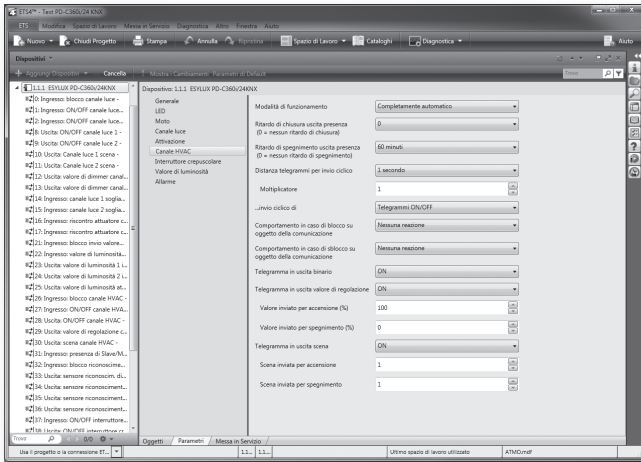 ETS4™ - Test PD-C360i/24 KNX
ETS Modifica Spazio di Lavoro Messa in Servizio Diagnostica Altro Finestra Aiuto
Nuovo Chiudi Progetto Stampa Annulla Ripristina Spazio di Lavoro Cataloghi Diagnostica Aiuto
Dispositivi
Aggiungi Dispositivi Cancella Mostra i Cambiamenti Parametri di Default Trova
1.1.1 ESYLUX PD-C360i/24KNX
0: Ingresso: blocco canale luce -
1: Ingresso: ON/OFF canale luce...
2: Ingresso: ON/OFF canale luce...
8: Uscita: ON/OFF canale luce 1 -
9: Uscita: ON/OFF canale luce 2 -
10: Uscita: Canale luce 1 scena -
11: Uscita: Canale luce 2 scena -
12: Uscita: valore di dimmer canal...
13: Uscita: valore di dimmer canal...
14: Ingresso: canale luce 1 soglia...
15: Ingresso: canale luce 2 soglia...
16: Ingresso: riscontro attuatore c...
17: Ingresso: riscontro attuatore c...
21: Ingresso: blocco invio valore...
22: Ingresso: valore di luminosità...
23: Uscita: valore di luminosità 1 i...
24: Uscita: valore di luminosità 2 i...
25: Uscita: valore di luminosità at...
26: Ingresso: blocco canale HVAC -
27: Ingresso: ON/OFF canale HVA...
28: Uscita: ON/OFF canale HVAC -
29: Uscita: valore di regolazione c...
30: Uscita: scena canale HVAC -
31: Ingresso: presenza di Slave/M...
32: Ingresso: blocco riconoscime...
33: Uscita: sensore riconoscim. di...
34: Uscita: sensore riconosciment...
35: Uscita: sensore riconosciment...
36: Uscita: sensore riconosciment...
37: Ingresso: ON/OFF interruttore...
38: Uscita: ON/OFF interruttore cr...
Trova 0/0
Dispositivo: 1.1.1 ESYLUX PD-C360i/24KNX
Generale
LED
Moto
Canale luce
Attivazione
Canale HVAC
Interruttore crepuscolare
Valore di luminosità
Allarme
Modalità di funzionamento Completamente automatico
Ritardo di chiusura uscita presenza
(0 = nessun ritardo di chiusura) 0
Ritardo di spegnimento uscita presenza
(0 = nessun ritardo di spegnimento) 60 minuti
Distanza telegrammi per invio ciclico 1 secondo
Moltiplicatore 1
...invio ciclico di Telegrammi ON/OFF
Comportamento in caso di blocco su
oggetto della comunicazione Nessuna reazione
Comportamento in caso di sblocco su
oggetto della comunicazione Nessuna reazione
Telegramma in uscita binario ON
Telegramma in uscita valore di regolazione ON
Valore inviato per accensione (%) 100
Valore inviato per spegnimento (%) 0
Telegramma in uscita scena ON
Scena inviata per accensione 1
Scena inviata per spegnimento 1
Oggetti Parametri Messa in Servizio
Usa il progetto o la connessione ET... 1.1... 1.1... Ultimo spazio di lavoro utilizzato ATMO.mdf